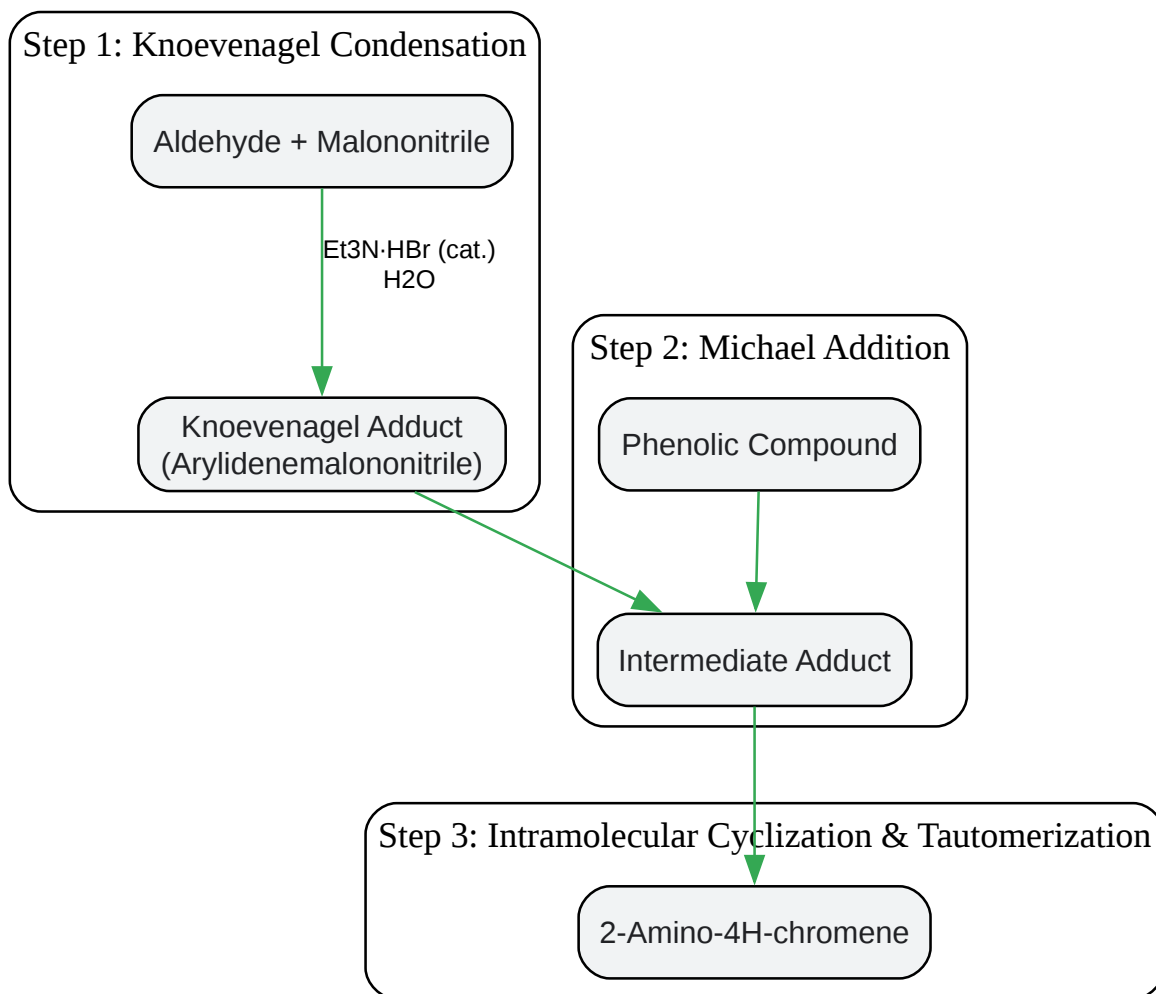 Step 1: Knoevenagel Condensation
Aldehyde + Malononitrile
Et3N·HBr (cat.)
H2O
Knoevenagel Adduct
(Arylidenemalononitrile)
Step 2: Michael Addition
Phenolic Compound
Intermediate Adduct
Step 3: Intramolecular Cyclization & Tautomerization
2-Amino-4H-chromene